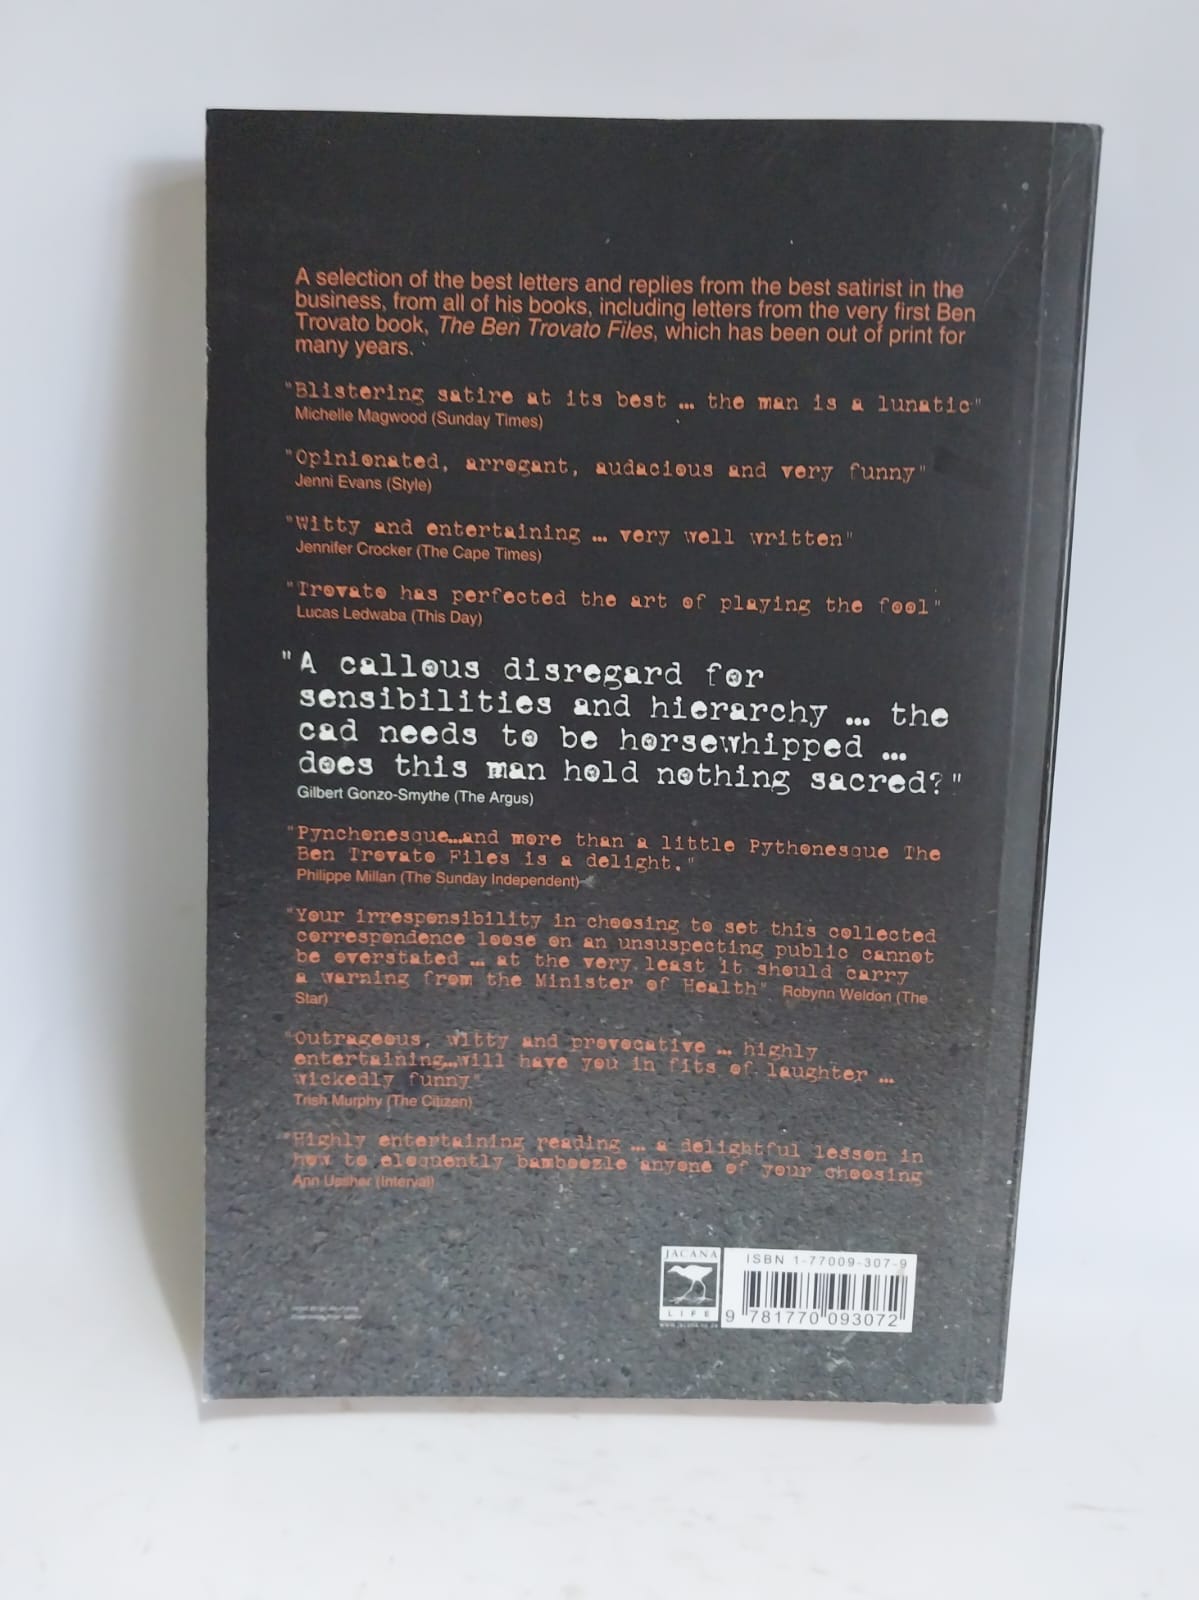 A selection of the best letters and replies from the best satirist in the
business, from all of his books, including letters from the very first Ben
Trovato book, The Ben Trovato Files, which has been out of print for
many years.
"Blistering satire at its best ... the man is a lunatic"
Michelle Magwood (Sunday Times)
"Opinionated, arrogant, audacious and very funny"
Jenni Evans (Style)
"Witty and entertaining ... very well written"
Jennifer Crocker (The Cape Times)
"Trovato has perfected the art of playing the fool"
Lucas Ledwaba (This Day)
"A callous disregard for
sensibilities and hierarchy ... the
cad needs to be horsewhipped ...
does this man hold nothing sacred?"
Gilbert Gonzo-Smythe (The Argus)
"Pynchonesque...and more than a little Pythonesque The
Ben Trovato Files is a delight."
Philippe Millan (The Sunday Independent)
"Your irresponsibility in choosing to set this collected
correspondence loose on an unsuspecting public cannot
be overstated ... at the very least it should carry
a warning from the Minister of Health" Robynn Weldon (The
Star)
"Outrageous, witty and provocative ... highly
entertaining...will have you in fits of laughter ...
wickedly funny"
Trish Murphy (The Citizen)
"Highly entertaining reading ... a delightful lesson in
how to eloquently bamboozle anyone of your choosing
Ann (Interval)
JACANA
LIFE
ISBN 1-77009-307-9
9 781770 093072